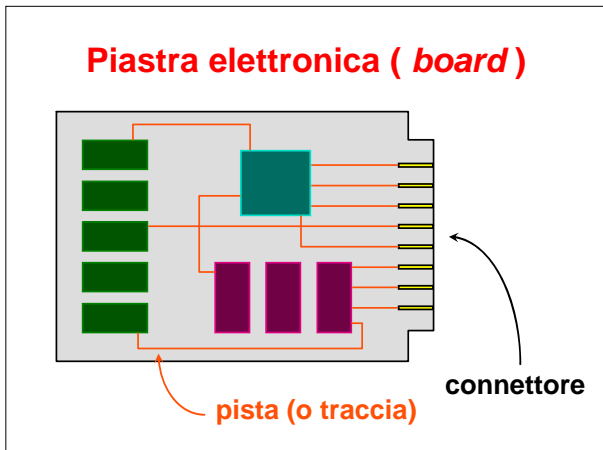 Piastra elettronica ( board )
connettore
pista (o traccia)